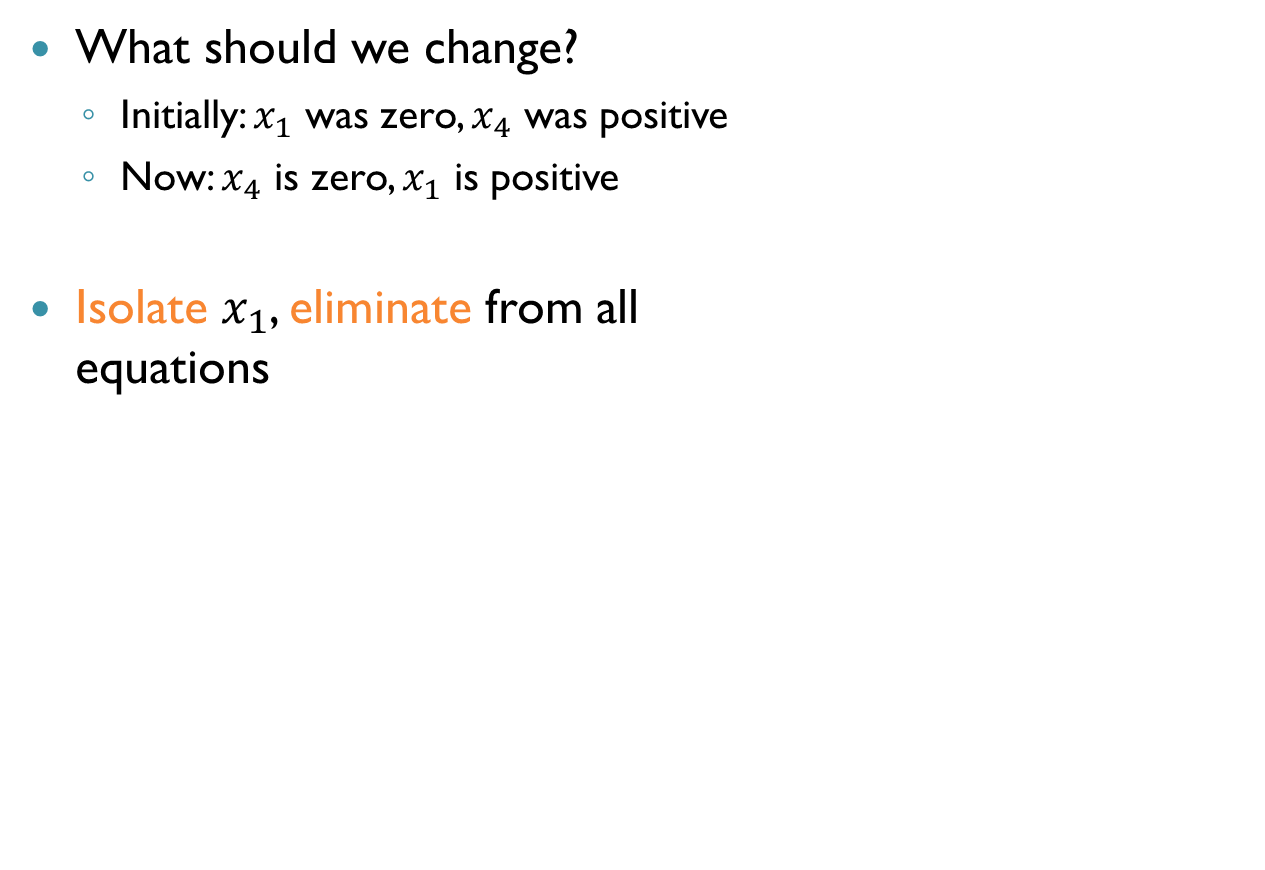 • What should we change?
◦ Initially: 𝑥₁ was zero, 𝑥₄ was positive
◦ Now: 𝑥₄ is zero, 𝑥₁ is positive
• Isolate 𝑥₁, eliminate from all
equations